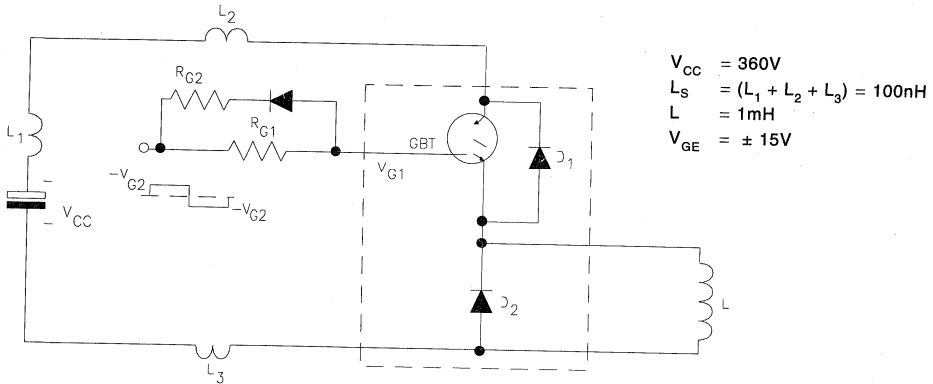 L2
RG2
RG1
L1
GBT
VG1
D1
-VG2
-VG2
VCC
D2
L
L3
VCC = 360V
LS = (L1 + L2 + L3) = 100nH
L = 1mH
VGE = ± 15V